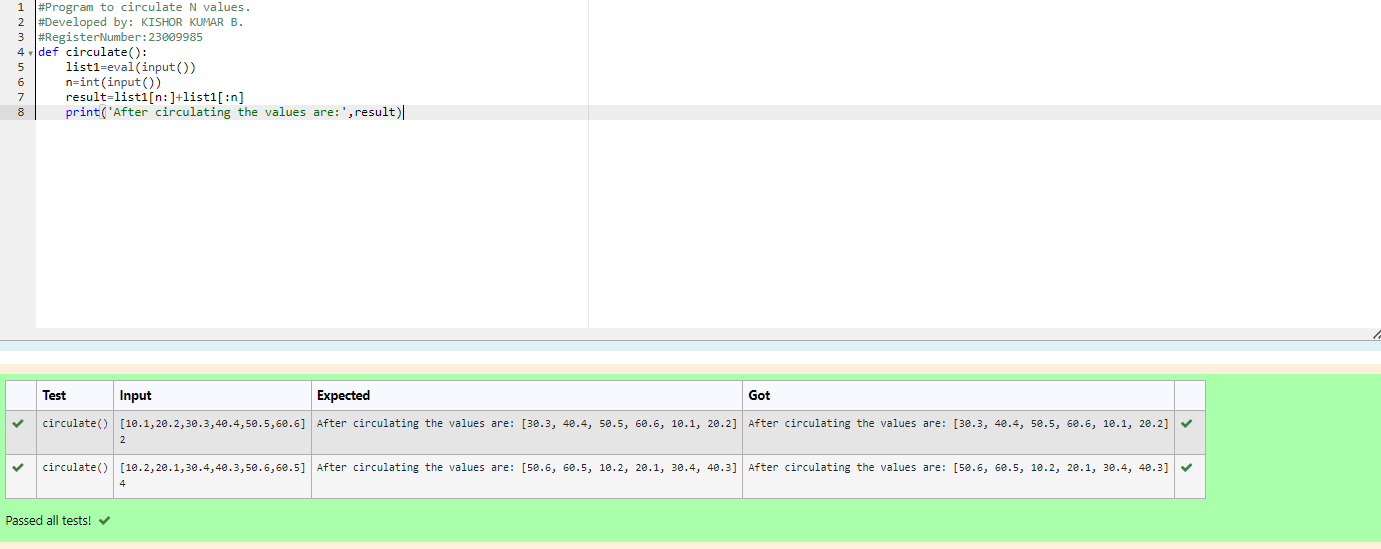 1 #Program to circulate N values.
2 #Developed by: KISHOR KUMAR B.
3 #RegisterNumber:23009985
4 def circulate():
5 list1=eval(input())
6 n=int(input())
7 result=list1[n:]+list1[:n]
8 print('After circulating the values are:',result)
Test Input Expected Got
circulate() [10.1,20.2,30.3,40.4,50.5,60.6] After circulating the values are: [30.3, 40.4, 50.5, 60.6, 10.1, 20.2] After circulating the values are: [30.3, 40.4, 50.5, 60.6, 10.1, 20.2]
2
circulate() [10.2,20.1,30.4,40.3,50.6,60.5] After circulating the values are: [50.6, 60.5, 10.2, 20.1, 30.4, 40.3] After circulating the values are: [50.6, 60.5, 10.2, 20.1, 30.4, 40.3]
4
Passed all tests!